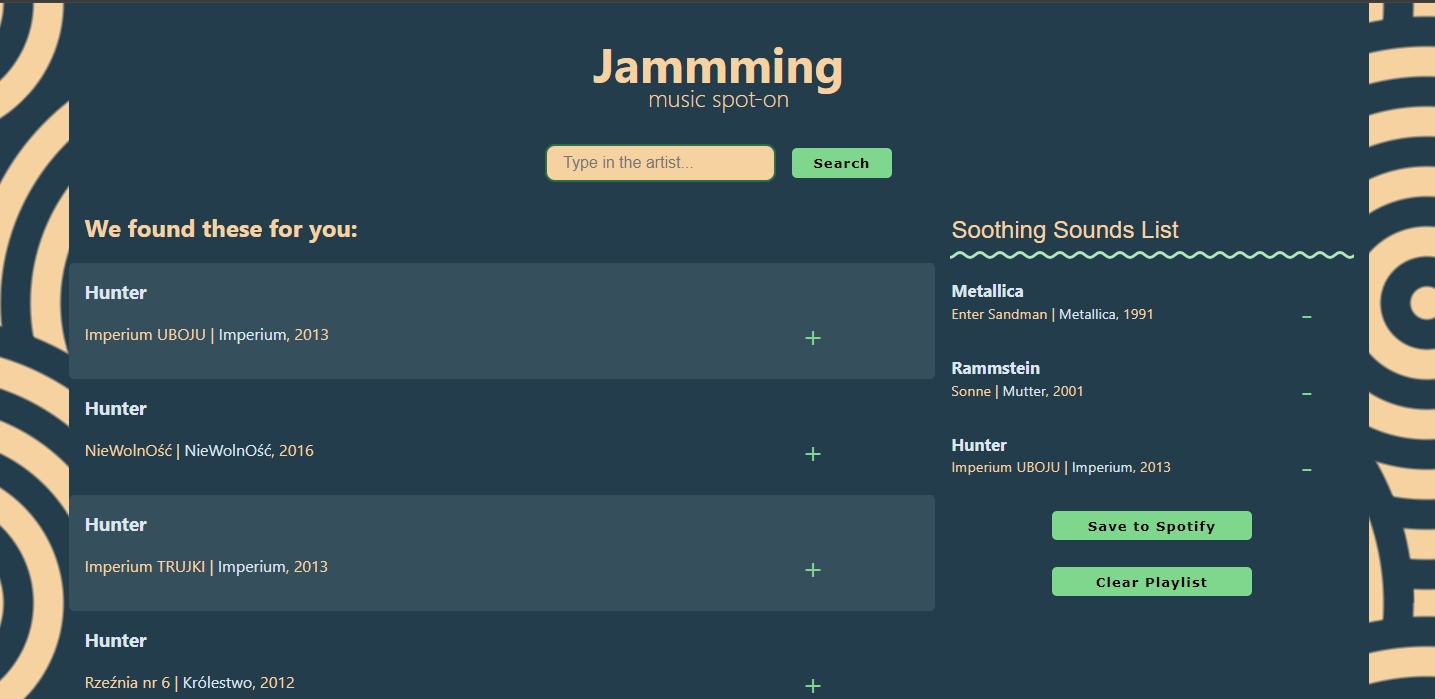 Jammming
music spot-on
Type in the artist...
Search
We found these for you:
Hunter
Imperium UBOJU | Imperium, 2013
+
Hunter
NieWolnOść | NieWolnOść, 2016
+
Hunter
Imperium TRUJKI | Imperium, 2013
+
Hunter
Rzeźnia nr 6 | Królestwo, 2012
+
Soothing Sounds List
Metallica
Enter Sandman | Metallica, 1991
-
Rammstein
Sonne | Mutter, 2001
-
Hunter
Imperium UBOJU | Imperium, 2013
-
Save to Spotify
Clear Playlist